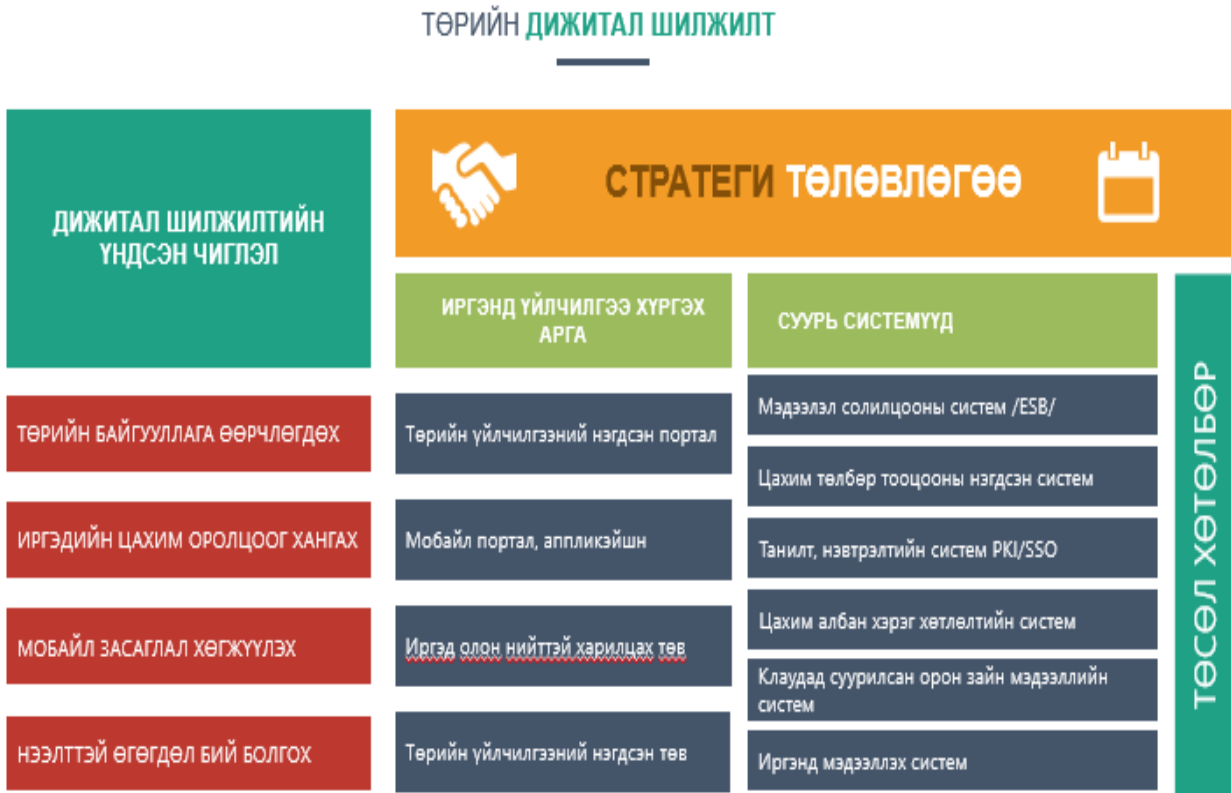 ТӨРИЙН ДИЖИТАЛ ШИЛЖИЛТ
ДИЖИТАЛ ШИЛЖИЛТИЙН
ҮНДСЭН ЧИГЛЭЛ
ТӨРИЙН БАЙГУУЛЛАГА ӨӨРЧЛӨГДӨХ
ИРГЭДИЙН ЦАХИМ ОРОЛЦООГ ХАНГАХ
МОБАЙЛ ЗАСАГЛАЛ ХӨГЖҮҮЛЭХ
НЭЭЛТТЭЙ ӨГӨГДӨЛ БИЙ БОЛГОХ
СТРАТЕГИ ТӨЛӨВЛӨГӨӨ
ИРГЭНД ҮЙЛЧИЛГЭЭ ХҮРГЭХ
АРГА
Төрийн үйлчилгээний нэгдсэн портал
Мобайл портал, аппликэйшн
Иргэд олон нийттэй харилцах төв
Төрийн үйлчилгээний нэгдсэн төв
СУУРЬ СИСТЕМҮҮД
Мэдээлэл солилцооны систем /ESB/
Цахим төлбөр тооцооны нэгдсэн систем
Танилт, нэвтрэлтийн систем PKI/SSO
Цахим албан хэрэг хөтлөлтийн систем
Клаудад суурилсан орон зайн мэдээллийн
систем
Иргэнд мэдээллэх систем
ТӨСӨЛ ХӨТӨЛБӨР